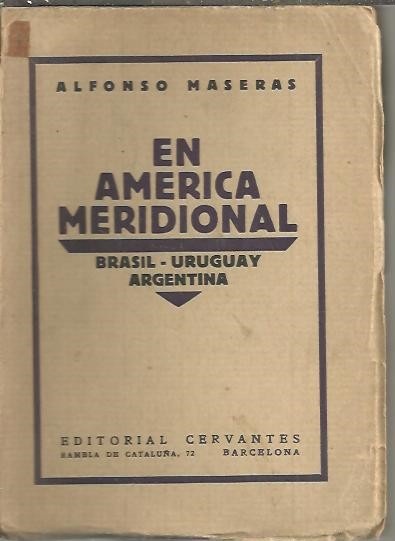 ALFONSO MASERAS
EN
AMERICA
MERIDIONAL
BRASIL - URUGUAY
ARGENTINA
EDITORIAL CERVANTES
RAMBLA DE CATALUÑA, 72 BARCELONA